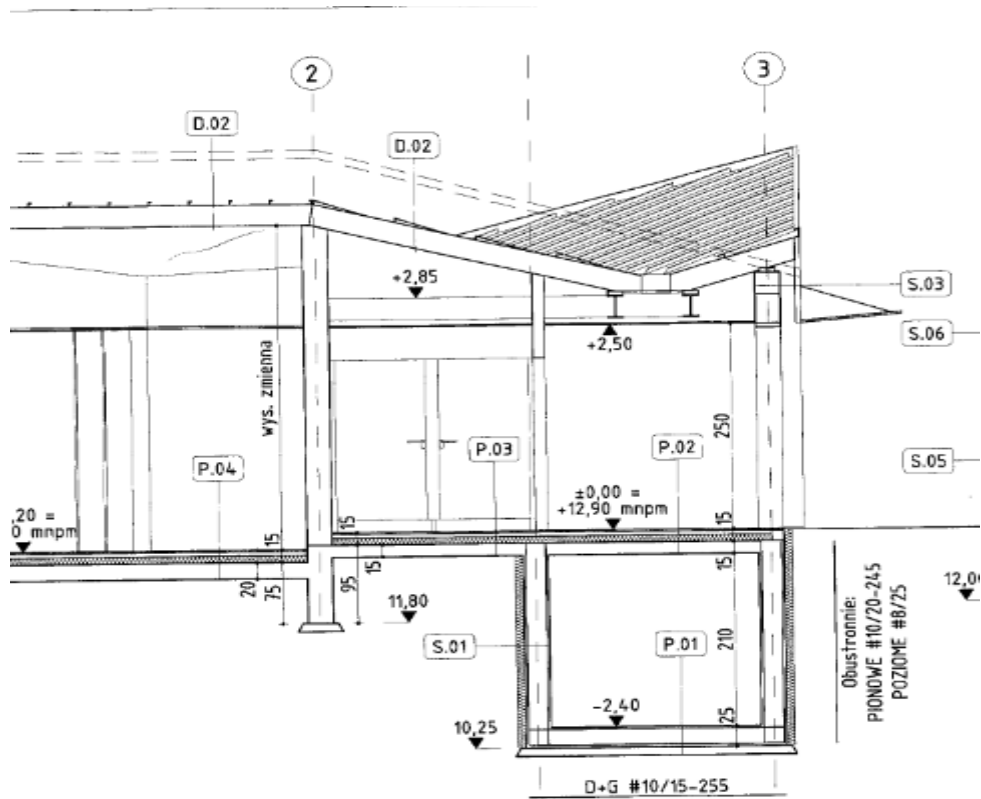 2
3
D.02
D.02
+2,85
S.03
S.06
+2,50
wys. zmienna
250
P.04
P.03
P.02
S.05
±0,00 =
+12,90 mnpm
,20 =
0 mnpm
15
15
15
15
15
20
75
95
11,80
12,00
210
S.01
P.01
-2,40
25
10,25
Obustronnie:
PIONOWE #10/20-245
POZIOME #8/25
D+G #10/15-255